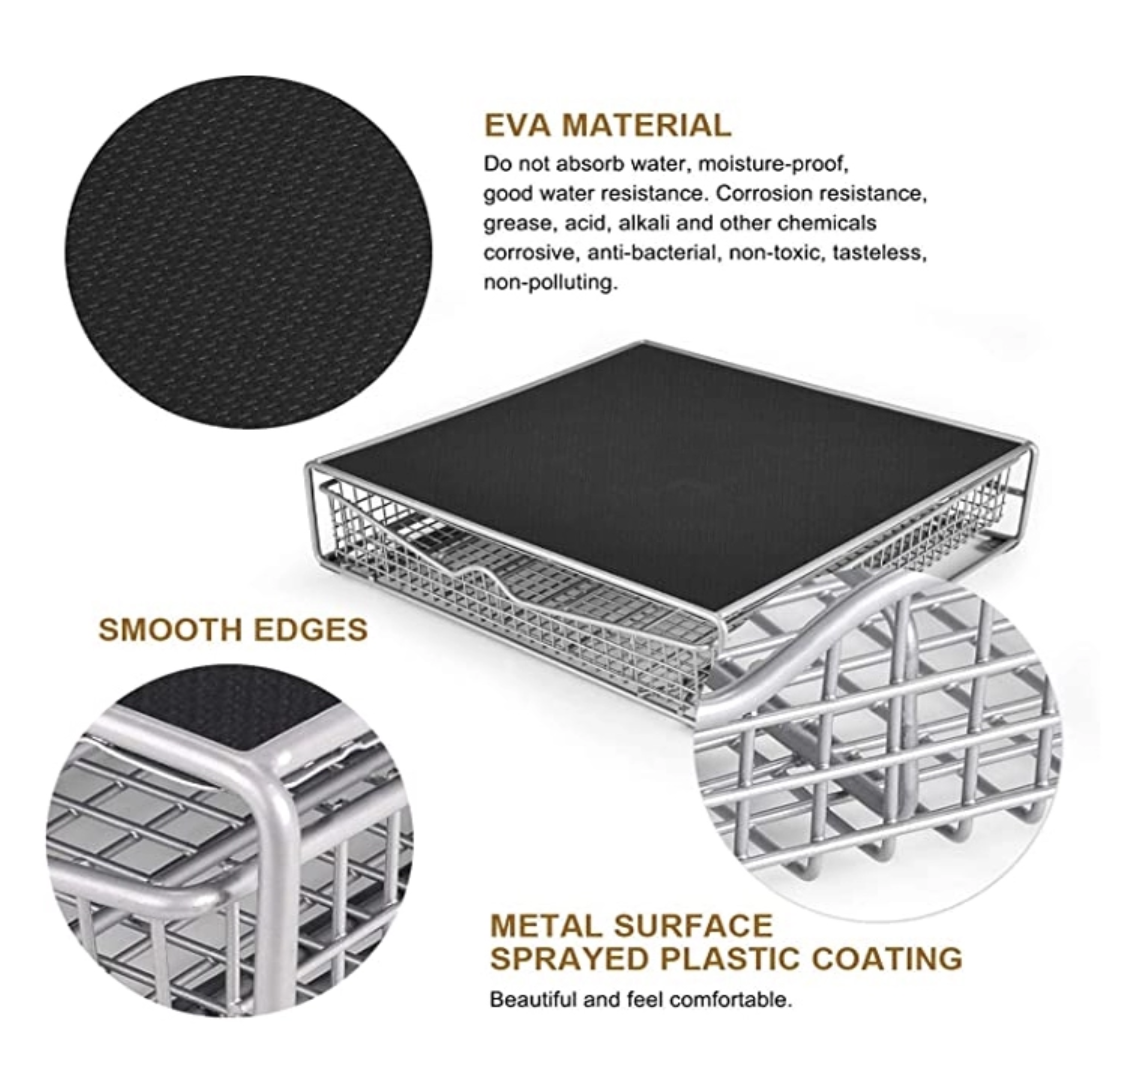 EVA MATERIAL
Do not absorb water, moisture-proof,
good water resistance. Corrosion resistance,
grease, acid, alkali and other chemicals
corrosive, anti-bacterial, non-toxic, tasteless,
non-polluting.
SMOOTH EDGES
METAL SURFACE
SPRAYED PLASTIC COATING
Beautiful and feel comfortable.